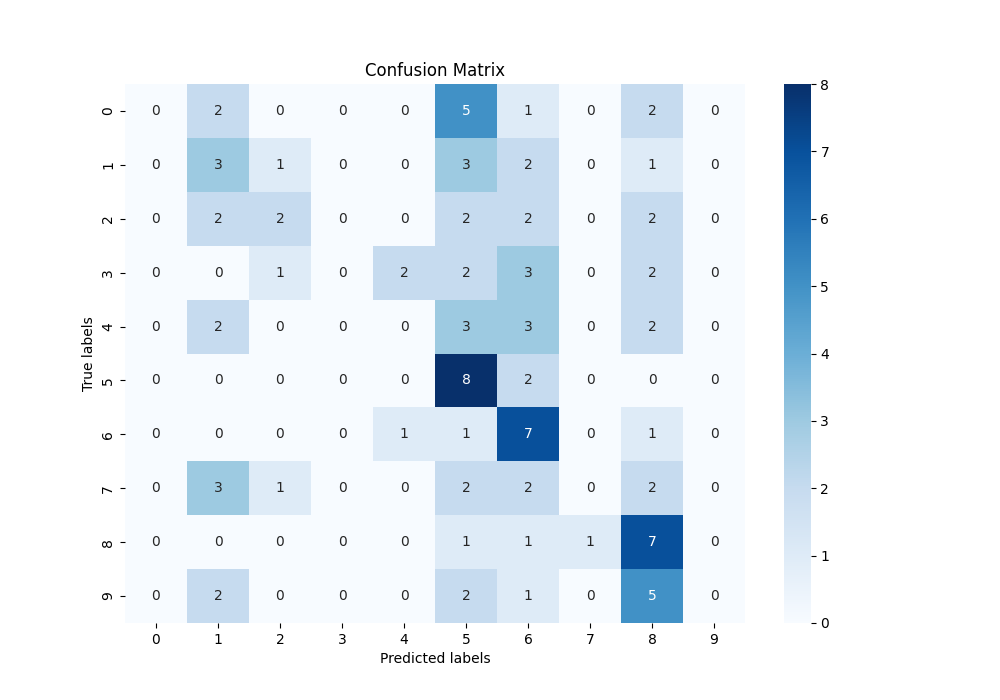 Confusion Matrix
0 0 2 0 0 0 5 1 0 2 0
1 0 3 1 0 0 3 2 0 1 0
2 0 2 2 0 0 2 2 0 2 0
3 0 0 1 0 2 2 3 0 2 0
4 0 2 0 0 0 3 3 0 2 0
5 0 0 0 0 0 8 2 0 0 0
6 0 0 0 0 1 1 7 0 1 0
7 0 3 1 0 0 2 2 0 2 0
8 0 0 0 0 0 1 1 1 7 0
9 0 2 0 0 0 2 1 0 5 0
0 1 2 3 4 5 6 7 8 9
True labels
Predicted labels
8
7
6
5
4
3
2
1
0